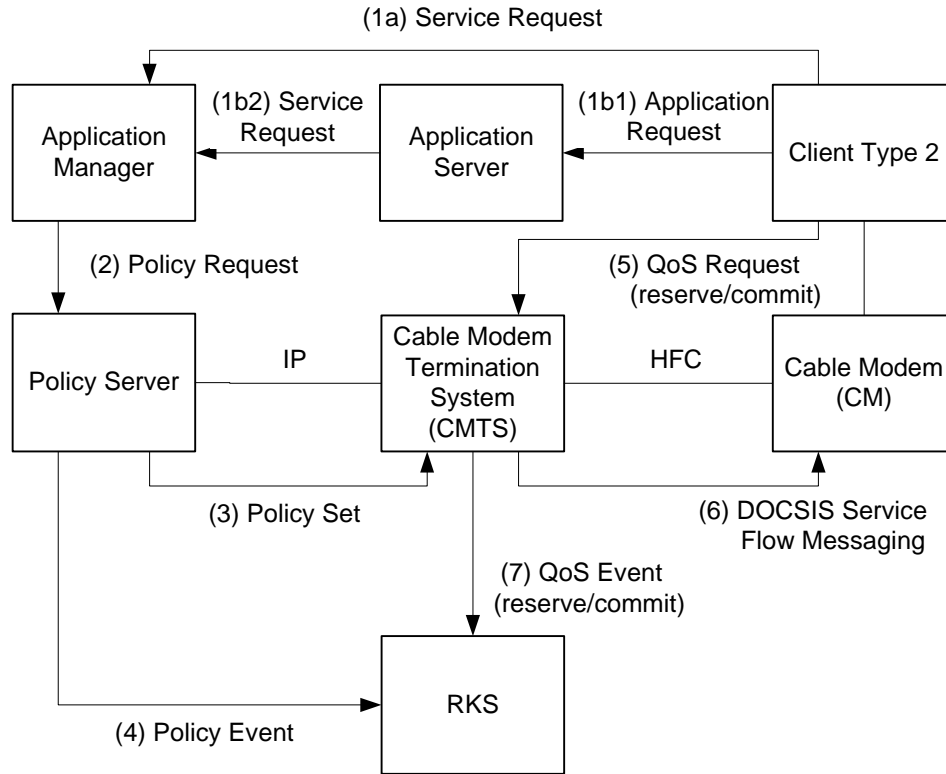 (1a) Service Request
Application
Manager
(1b2) Service
Request
Application
Server
(1b1) Application
Request
Client Type 2
(2) Policy Request
(5) QoS Request
(reserve/commit)
Policy Server
IP
Cable Modem
Termination
System
(CMTS)
HFC
Cable Modem
(CM)
(3) Policy Set
(6) DOCSIS Service
Flow Messaging
(7) QoS Event
(reserve/commit)
RKS
(4) Policy Event